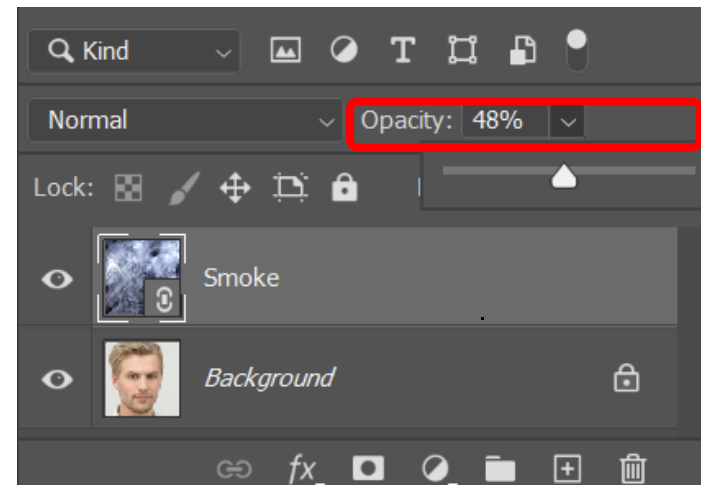 Kind T
Normal Opacity: 48%
Lock:
Smoke
Background
fx